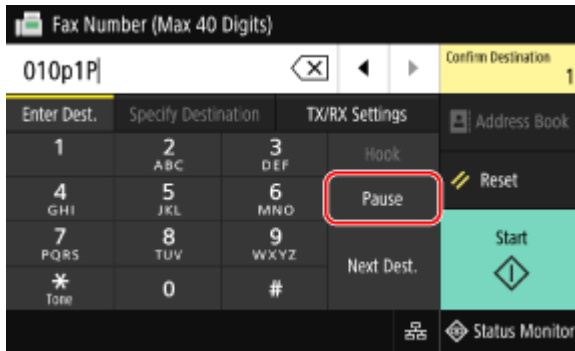 Fax Number (Max 40 Digits)
010p1P
Confirm Destination
1
Enter Dest.
Specify Destination
TX/RX Settings
Address Book
1
2
ABC
3
DEF
Hook
4
GHI
5
JKL
6
MNO
Pause
Reset
7
PQRS
8
TUV
9
WXYZ
Next Dest.
Start
*
Tone
0
#
Status Monitor